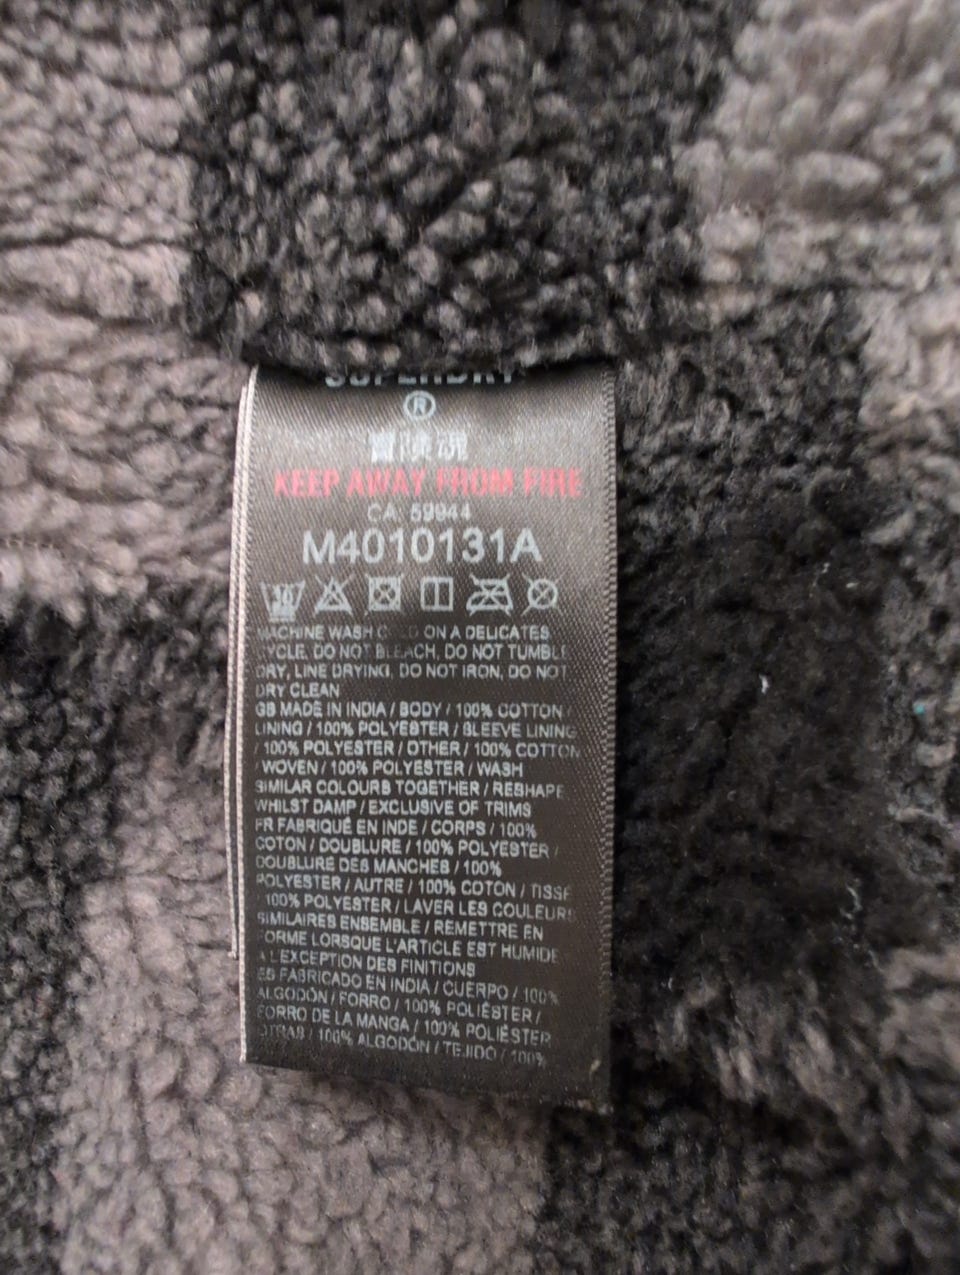 SUPERDRY
®
冒険魂
KEEP AWAY FROM FIRE
CA: 59944
M4010131A
30
MACHINE WASH ON A DELICATES
CYCLE, DO NOT BLEACH, DO NOT TUMBLE
DRY, LINE DRYING, DO NOT IRON, DO NOT
DRY CLEAN
GB MADE IN INDIA / BODY / 100% COTTON
LINING / 100% POLYESTER / SLEEVE LINING
/ 100% POLYESTER / OTHER / 100% COTTON
/ WOVEN / 100% POLYESTER / WASH
SIMILAR COLOURS TOGETHER / RESHAPE
WHILST DAMP / EXCLUSIVE OF TRIMS
FR FABRIQUÉ EN INDE / CORPS / 100%
COTON / DOUBLURE / 100% POLYESTER /
DOUBLURE DES MANCHES / 100%
POLYESTER / AUTRE / 100% COTON / TISSÉ
/ 100% POLYESTER / LAVER LES COULEURS
SIMILAIRES ENSEMBLE / REMETTRE EN
FORME LORSQUE L'ARTICLE EST HUMIDE
/ À L'EXCEPTION DES FINITIONS
ES FABRICADO EN INDIA / CUERPO / 100%
ALGODÓN / FORRO / 100% POLIÉSTER /
FORRO DE LA MANGA / 100% POLIÉSTER
OTRAS / 100% ALGODÓN / TEJIDO / 100%